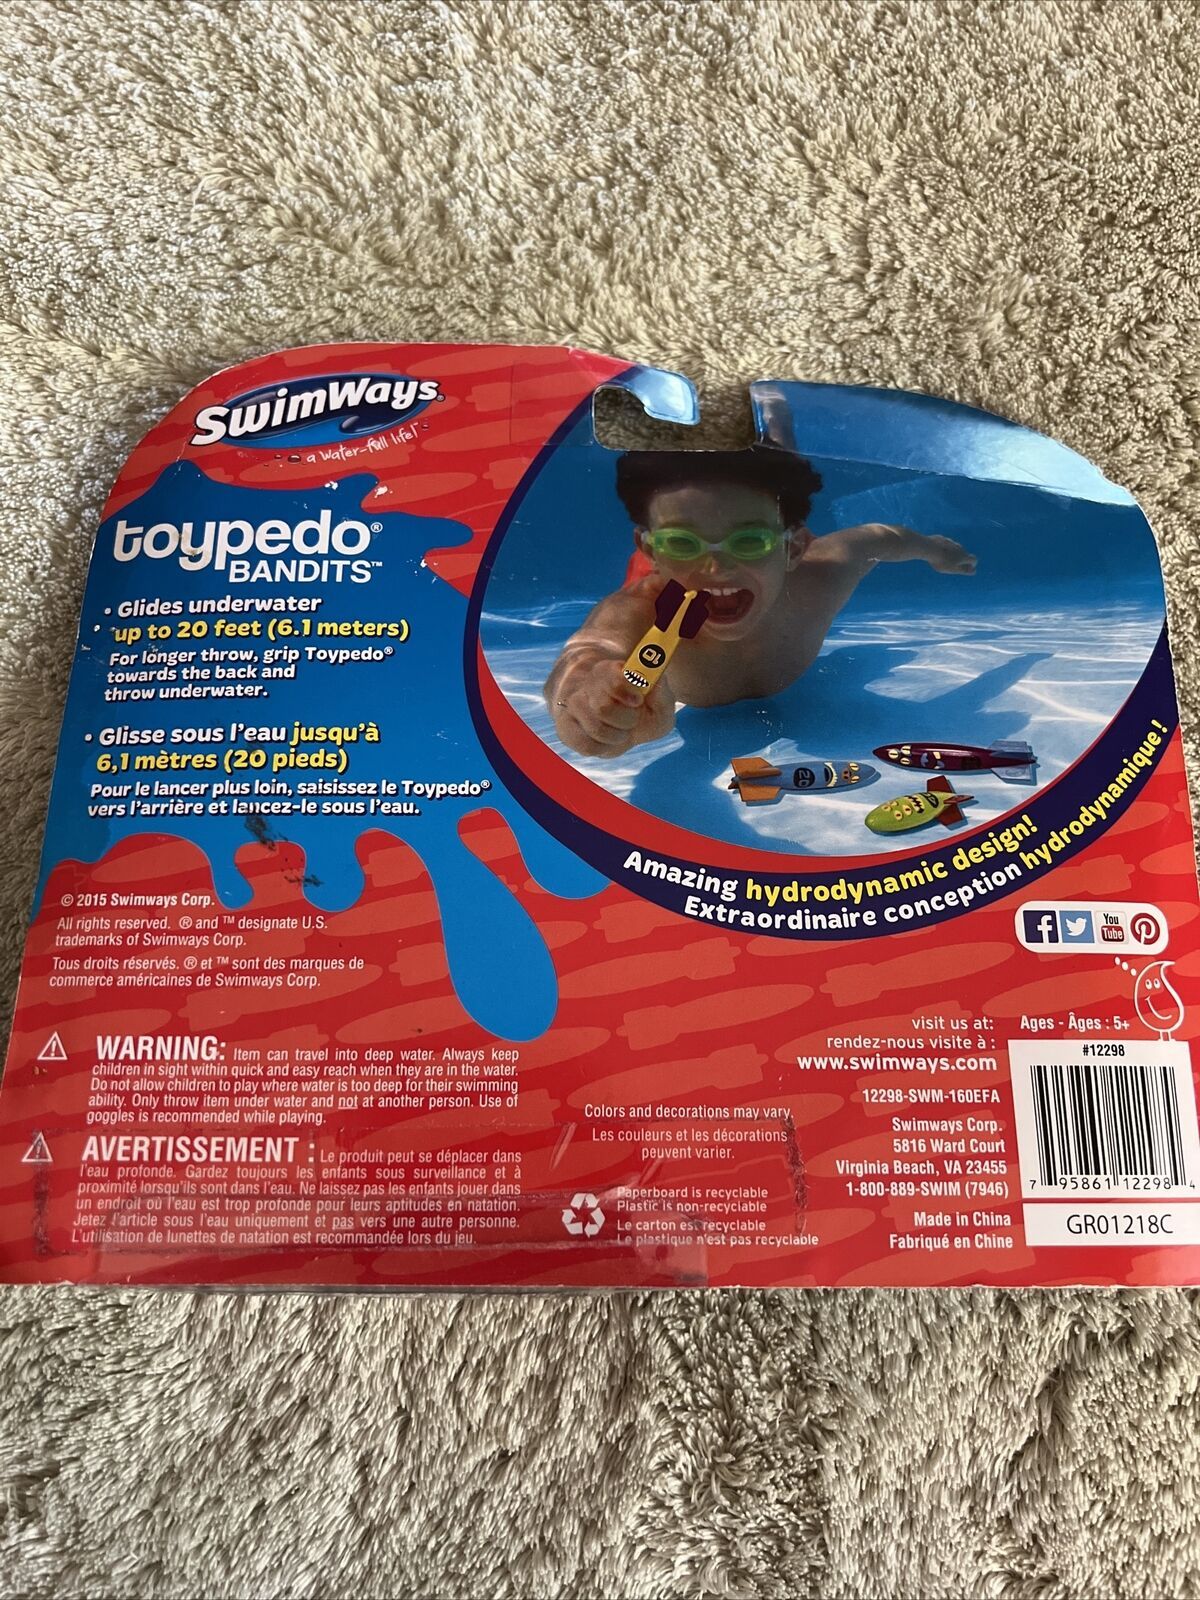 SwimWays®
a water-full life!™
toypedo®
BANDITS™
• Glides underwater
up to 20 feet (6.1 meters)
For longer throw, grip Toypedo®
towards the back and
throw underwater.
• Glisse sous l'eau jusqu'à
6,1 mètres (20 pieds)
Pour le lancer plus loin, saisissez le Toypedo®
vers l'arrière et lancez-le sous l'eau.
10
20
Amazing hydrodynamic design!
Extraordinaire conception hydrodynamique!
© 2015 Swimways Corp.
All rights reserved. ® and ™ designate U.S.
trademarks of Swimways Corp.
Tous droits réservés. ® et ™ sont des marques de
commerce américaines de Swimways Corp.
f
You
Tube
WARNING: Item can travel into deep water. Always keep
children in sight within quick and easy reach when they are in the water.
Do not allow children to play where water is too deep for their swimming
ability. Only throw item under water and not at another person. Use of
goggles is recommended while playing.
AVERTISSEMENT : Le produit peut se déplacer dans
l'eau profonde. Gardez toujours les enfants sous surveillance et à
proximité lorsqu'ils sont dans l'eau. Ne laissez pas les enfants jouer dans
un endroit où l'eau est trop profonde pour leurs aptitudes en natation.
Jetez l'article sous l'eau uniquement et pas vers une autre personne.
L'utilisation de lunettes de natation est recommandée lors du jeu.
Colors and decorations may vary.
Les couleurs et les décorations
peuvent varier.
Paperboard is recyclable
Plastic is non-recyclable
Le carton est recyclable
Le plastique n'est pas recyclable
visit us at:
rendez-nous visite à :
www.swimways.com
12298-SWM-160EFA
Swimways Corp.
5816 Ward Court
Virginia Beach, VA 23455
1-800-889-SWIM (7946)
Made in China
Fabriqué en Chine
Ages - Âges : 5+
#12298
7 95861 12298 4
GR01218C